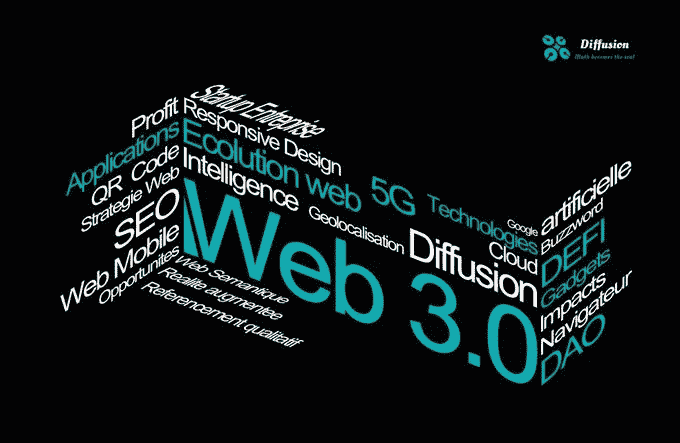 Diffusion
Math becomes the seal
Startup Entreprise
Profit
Responsive Design
Applications
Ecolution web
5G
Technologies
Google
QR Code
Strategie Web
Intelligence
Geolocalisation
Diffusion
Cloud
SEO
Web 3.0
Web Mobile
Opportunites
Web Semantique
Realite augmentee
Referencement qualitatif
artificielle
Buzzword
DEFI
Gadgets
Impacts
Navigateur
DAO